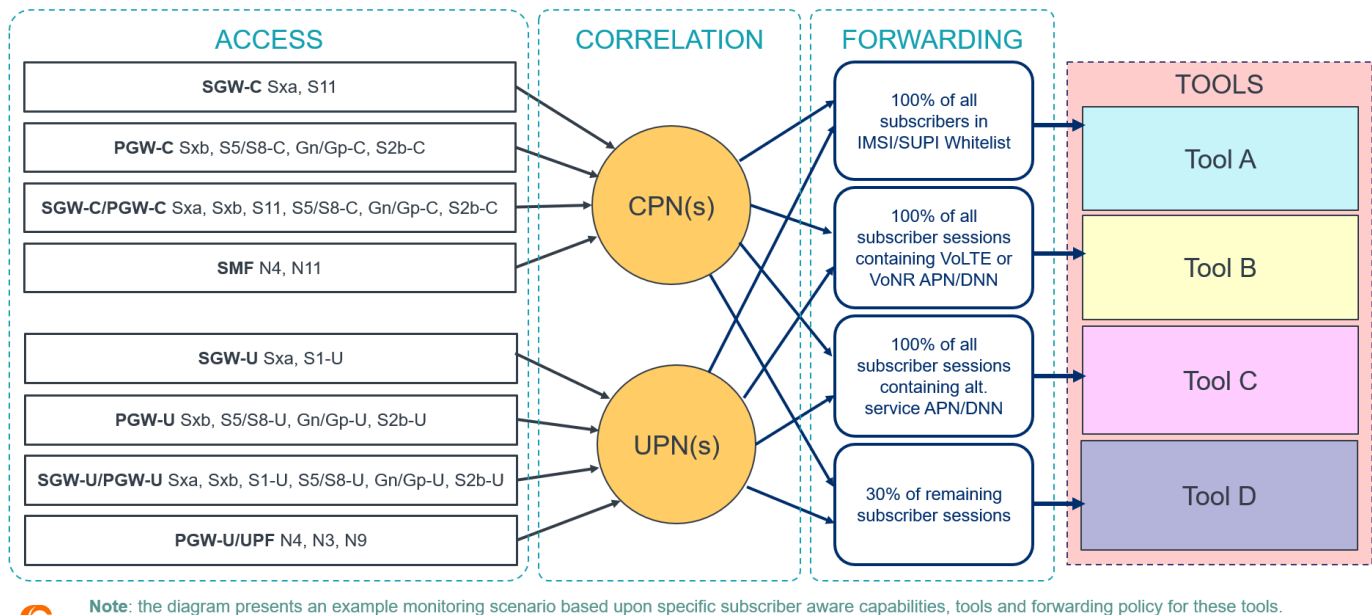 ACCESS
SGW-C Sxa, S11
PGW-C Sxb, S5/S8-C, Gn/Gp-C, S2b-C
SGW-C/PGW-C Sxa, Sxb, S11, S5/S8-C, Gn/Gp-C, S2b-C
SMF N4, N11
SGW-U Sxa, S1-U
PGW-U Sxb, S5/S8-U, Gn/Gp-U, S2b-U
SGW-U/PGW-U Sxa, Sxb, S1-U, S5/S8-U, Gn/Gp-U, S2b-U
PGW-U/UPF N4, N3, N9
CORRELATION
CPN(s)
UPN(s)
FORWARDING
100% of all
subscribers in
IMSI/SUPI Whitelist
100% of all
subscriber sessions
containing VoLTE or
VoNR APN/DNN
100% of all
subscriber sessions
containing alt.
service APN/DNN
30% of remaining
subscriber sessions
TOOLS
Tool A
Tool B
Tool C
Tool D
Note: the diagram presents an example monitoring scenario based upon specific subscriber aware capabilities, tools and forwarding policy for these tools.